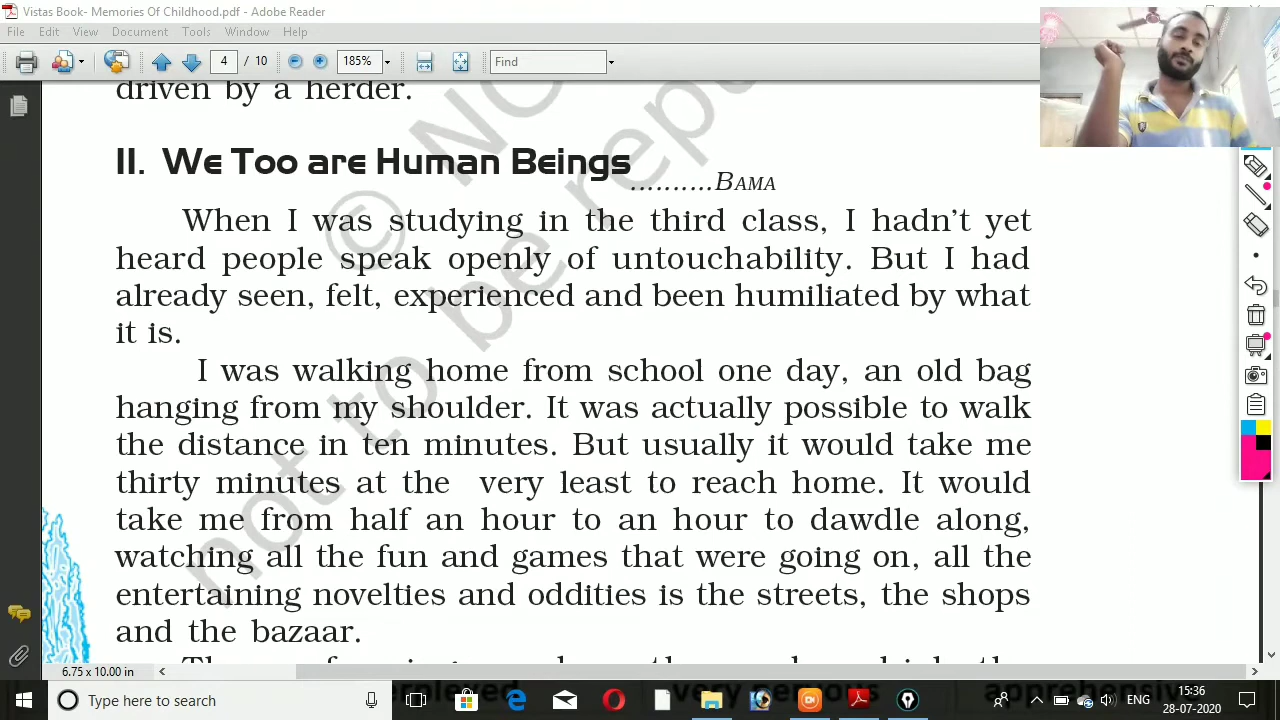 Vistas Book- Memories Of Childhood.pdf - Adobe Reader
File Edit View Document Tools Window Help
4 / 10 185% Find
driven by a herder.
II. We Too are Human Beings
..........BAMA
When I was studying in the third class, I hadn't yet
heard people speak openly of untouchability. But I had
already seen, felt, experienced and been humiliated by what
it is.
I was walking home from school one day, an old bag
hanging from my shoulder. It was actually possible to walk
the distance in ten minutes. But usually it would take me
thirty minutes at the very least to reach home. It would
take me from half an hour to an hour to dawdle along,
watching all the fun and games that were going on, all the
entertaining novelties and oddities is the streets, the shops
and the bazaar.
© NC
not to be repu
6.75 x 10.00 in
Type here to search
very nervous
ENG
15:36
28-07-2020